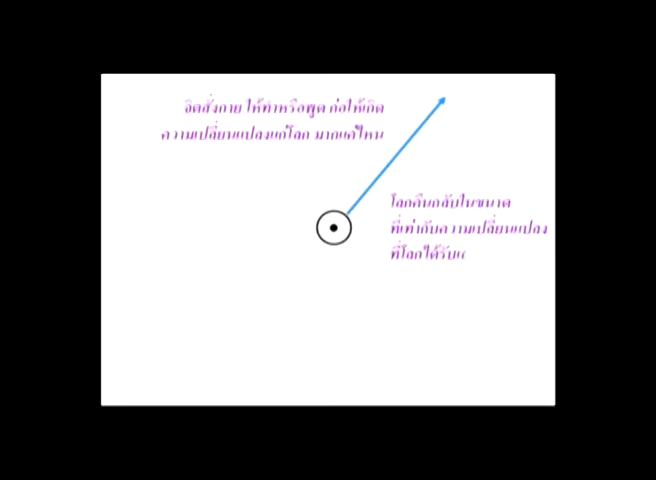 จิตสั่งกาย ให้ทำหรือพูด ก่อให้เกิด
ความเปลี่ยนแปลงแก่โลก มากแค่ไหน
โลกคืนกลับในขนาด
ที่เท่ากับความเปลี่ยนแปลง
ที่โลกได้รับแ